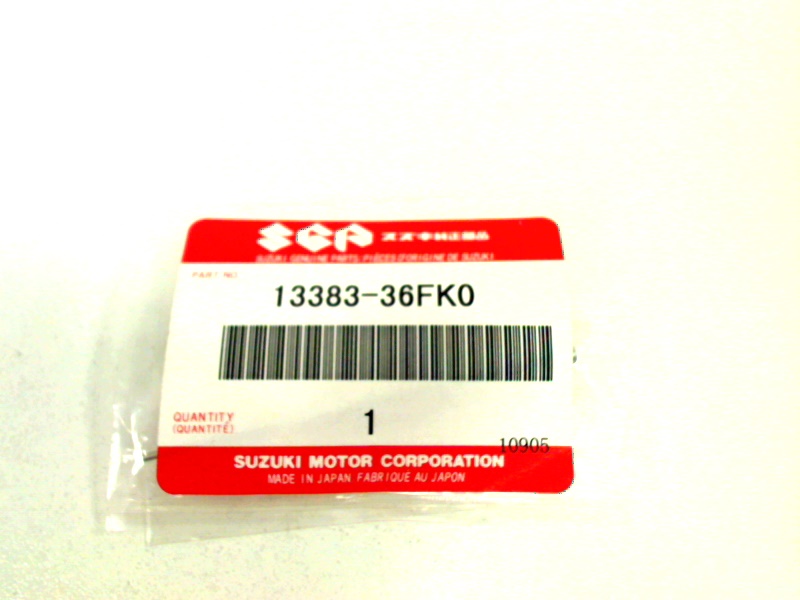 SGP スズキ純正部品
SUZUKI GENUINE PARTS/PIÈCES D'ORIGINE DE SUZUKI
PART NO.
13383-36FK0
QUANTITY 1
(QUANTITÉ)
10905
SUZUKI MOTOR CORPORATION
MADE IN JAPAN FABRIQUE AU JAPON